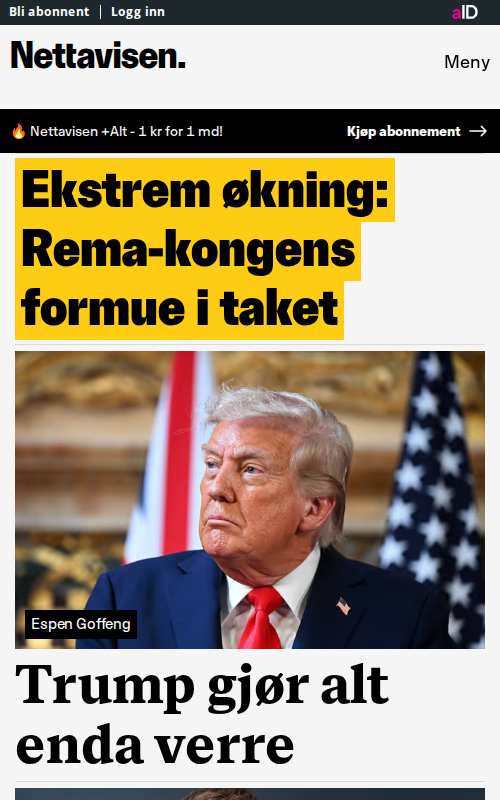 Bli abonnent | Logg inn
aID
Nettavisen.
Meny
Nettavisen +Alt - 1 kr for 1 md!
Kjøp abonnement
Ekstrem økning:
Rema-kongens
formue i taket
Espen Goffeng
Trump gjør alt
enda verre